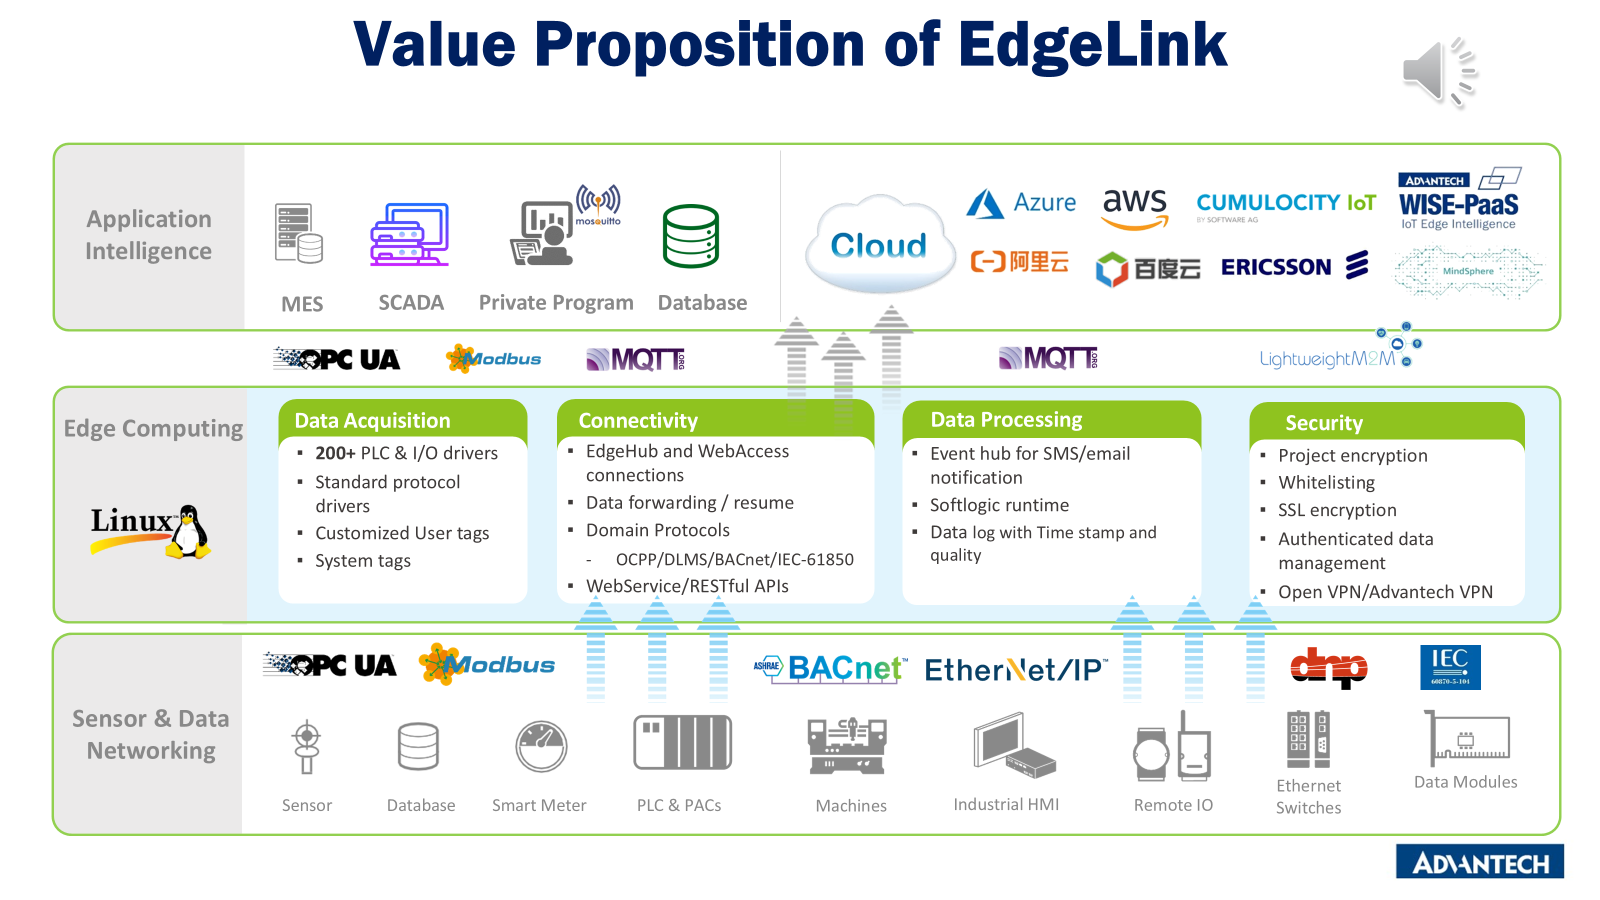 Value Proposition of EdgeLink
Application
Intelligence
MES
SCADA
Private Program
mosquitto
Database
Cloud
Azure
aws
CUMULOCITY IoT
BY SOFTWARE AG
ADVANTECH
WISE-PaaS
IoT Edge Intelligence
阿里云
百度云
ERICSSON
MindSphere
OPC UA
Modbus
MQTT.ORG
MQTT.ORG
LightweightM2M
Edge Computing
Linux™
Data Acquisition
▪ 200+ PLC & I/O drivers
▪ Standard protocol
drivers
▪ Customized User tags
▪ System tags
Connectivity
▪ EdgeHub and WebAccess
connections
▪ Data forwarding / resume
▪ Domain Protocols
- OCPP/DLMS/BACnet/IEC-61850
▪ WebService/RESTful APIs
Data Processing
▪ Event hub for SMS/email
notification
▪ Softlogic runtime
▪ Data log with Time stamp and
quality
Security
▪ Project encryption
▪ Whitelisting
▪ SSL encryption
▪ Authenticated data
management
▪ Open VPN/Advantech VPN
Sensor & Data
Networking
OPC UA
Modbus
ASHRAE BACnet™
EtherNet/IP™
dnp
IEC
60870-5-104
Sensor
Database
Smart Meter
PLC & PACs
Machines
Industrial HMI
Remote IO
Ethernet
Switches
Data Modules
ADVANTECH